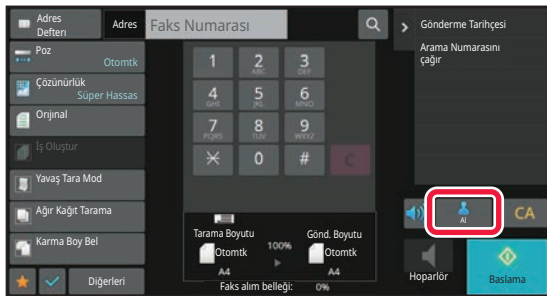 Adres
Defterı
Adres
Faks Numarası
Gönderme Tarihçesi
Poz
Otomtk
Arama Numarasını
çağır
Çözünürlük
Süper Hassas
Orıjınal
İş Oluştur
Yavaş Tara Mod
Ağır Kağıt Tarama
Karma Boy Bel
Diğerleri
1
2
ABC
3
DEF
4
GHI
5
JKL
6
MNO
7
PQRS
8
TUV
9
WXYZ
0
#
C
Tarama Boyutu
Otomtk
A4
100%
Gönd. Boyutu
Otomtk
A4
Faks alım belleği:
0%
Al
CA
Hoparlör
Baslama